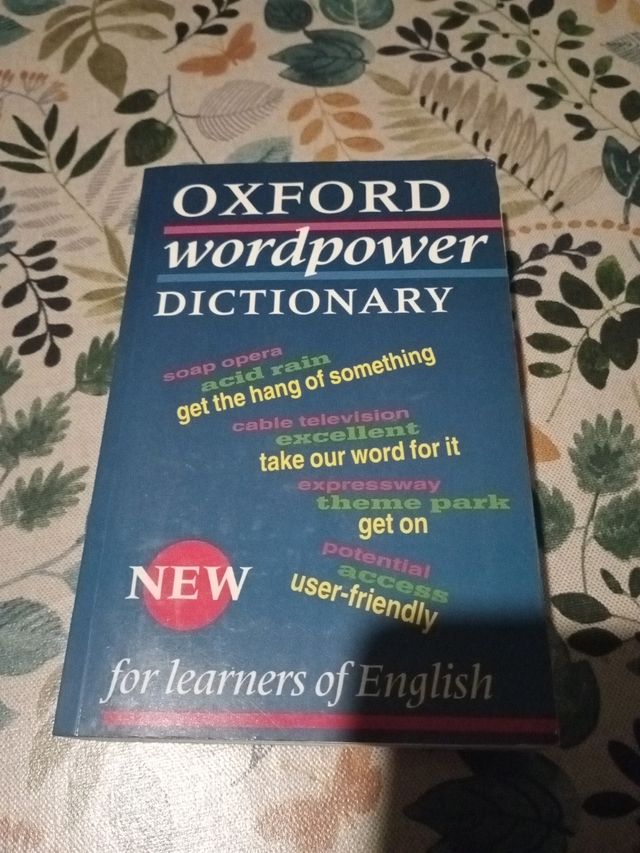 OXFORD
wordpower
DICTIONARY
soap opera
acid rain
get the hang of something
cable television
excellent
take our word for it
expressway
theme park
get on
potential
access
user-friendly
NEW
for learners of English